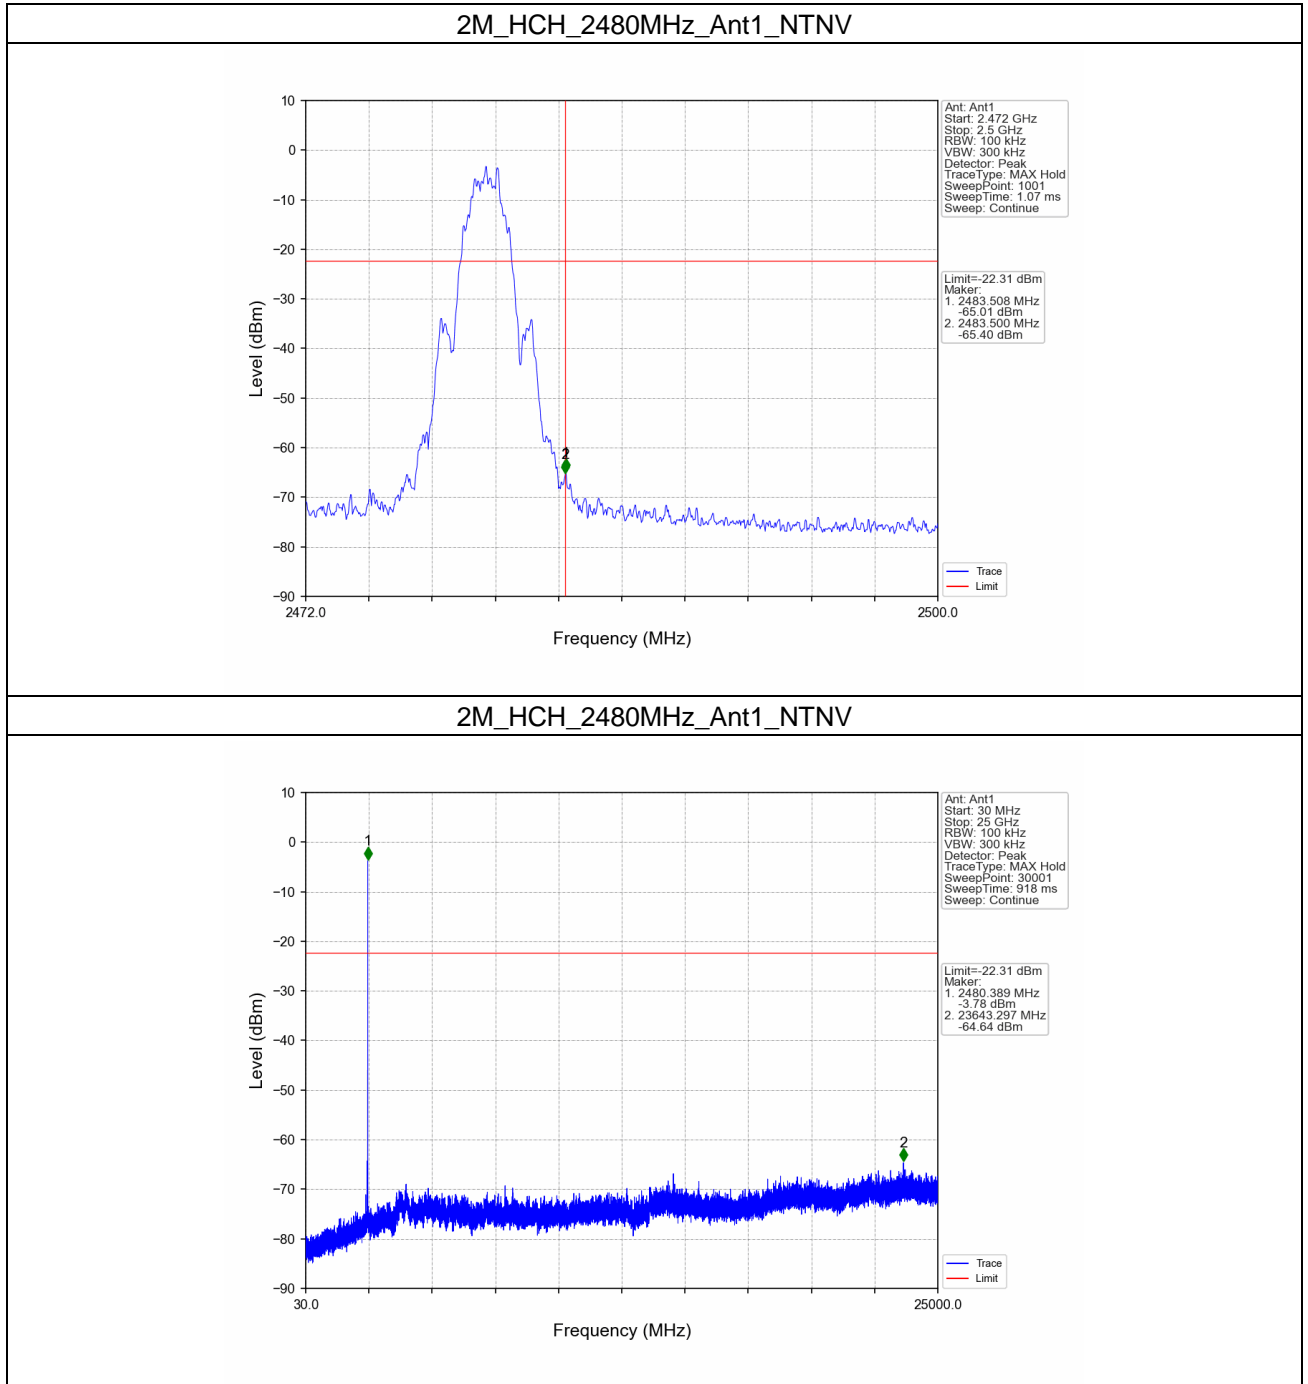 2M_HCH_2480MHz_Ant1_NTNV
10
0
−10
−20
−30
−40
−50
−60
−70
−80
−90
Level (dBm)
2472.0
2500.0
Frequency (MHz)
1
2
Ant: Ant1
Start: 2.472 GHz
Stop: 2.5 GHz
RBW: 100 kHz
VBW: 300 kHz
Detector: Peak
TraceType: MAX Hold
SweepPoint: 1001
SweepTime: 1.07 ms
Sweep: Continue
Limit=-22.31 dBm
Maker:
1. 2483.508 MHz
-65.01 dBm
2. 2483.500 MHz
-65.40 dBm
Trace
Limit
2M_HCH_2480MHz_Ant1_NTNV
10
0
−10
−20
−30
−40
−50
−60
−70
−80
−90
Level (dBm)
30.0
25000.0
Frequency (MHz)
1
2
Ant: Ant1
Start: 30 MHz
Stop: 25 GHz
RBW: 100 kHz
VBW: 300 kHz
Detector: Peak
TraceType: MAX Hold
SweepPoint: 30001
SweepTime: 918 ms
Sweep: Continue
Limit=-22.31 dBm
Maker:
1. 2480.389 MHz
-3.78 dBm
2. 23643.297 MHz
-64.64 dBm
Trace
Limit